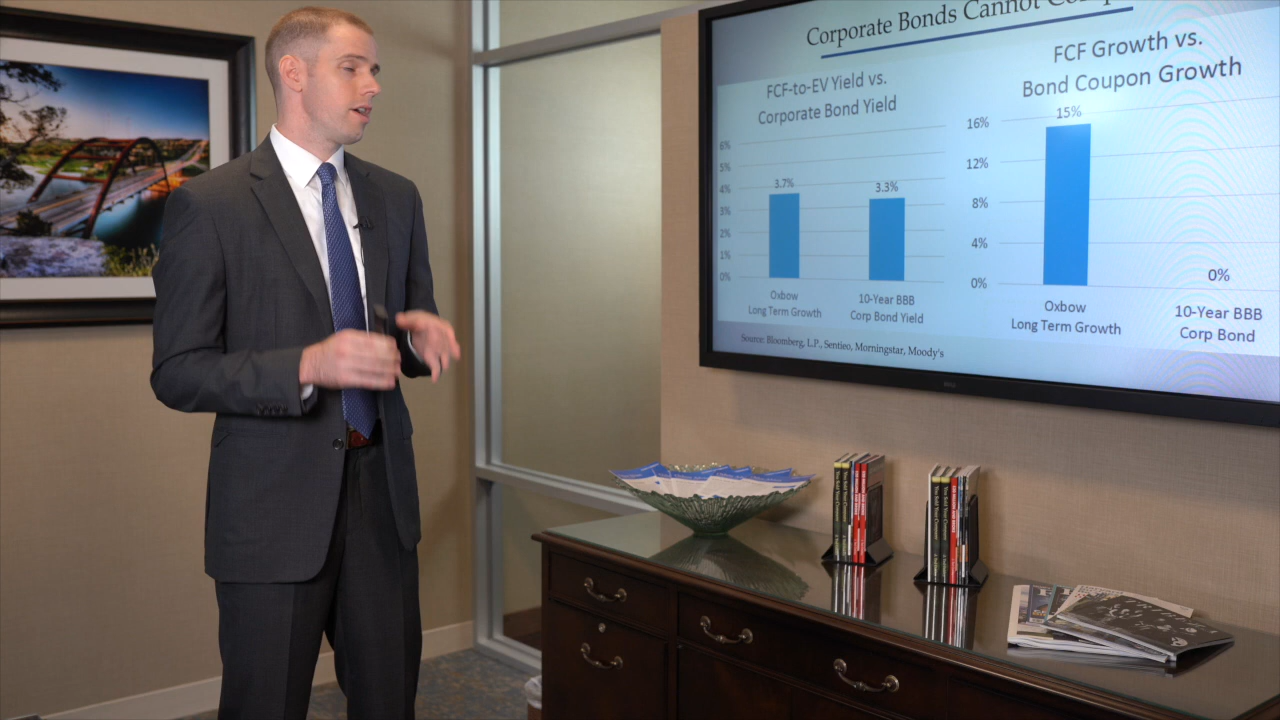 Corporate Bonds Cannot
FCF-to-EV Yield vs.
Corporate Bond Yield
6%
5%
4%
3%
2%
1%
0%
3.7%
3.3%
Oxbow
Long Term Growth
10-Year BBB
Corp Bond Yield
FCF Growth vs.
Bond Coupon Growth
16%
12%
8%
4%
0%
15%
0%
Oxbow
Long Term Growth
10-Year BBB
Corp Bond
Source: Bloomberg, L.P., Sentieo, Morningstar, Moody's
DELL